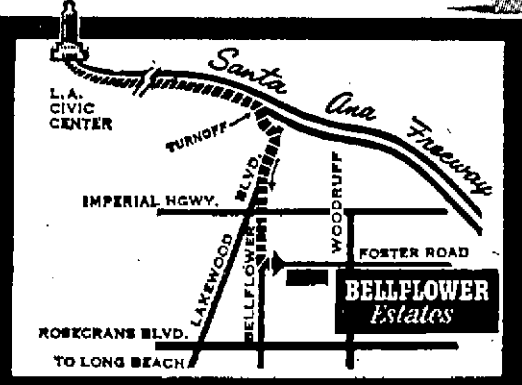 Santa Ana Freeway
L.A.
CIVIC
CENTER
TURNOFF
IMPERIAL HGWY.
BLVD.
WOODRUFF
LAKEWOOD
BELLFLOWER
FOSTER ROAD
BELLFLOWER
Estates
ROSECRANS BLVD.
TO LONG BEACH